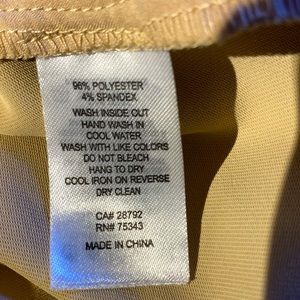 96% POLYESTER
4% SPANDEX
WASH INSIDE OUT
HAND WASH IN
COOL WATER
WASH WITH LIKE COLORS
DO NOT BLEACH
HANG TO DRY
COOL IRON ON REVERSE
DRY CLEAN
CA# 28792
RN# 75343
MADE IN CHINA